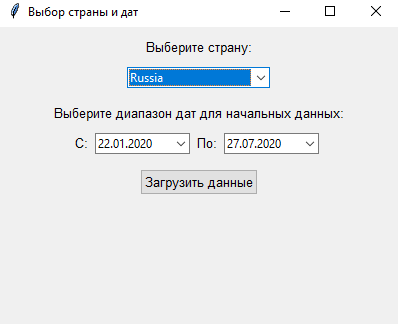 Выбор страны и дат
Выберите страну:
Russia
Выберите диапазон дат для начальных данных:
С: 22.01.2020 По: 27.07.2020
Загрузить данные